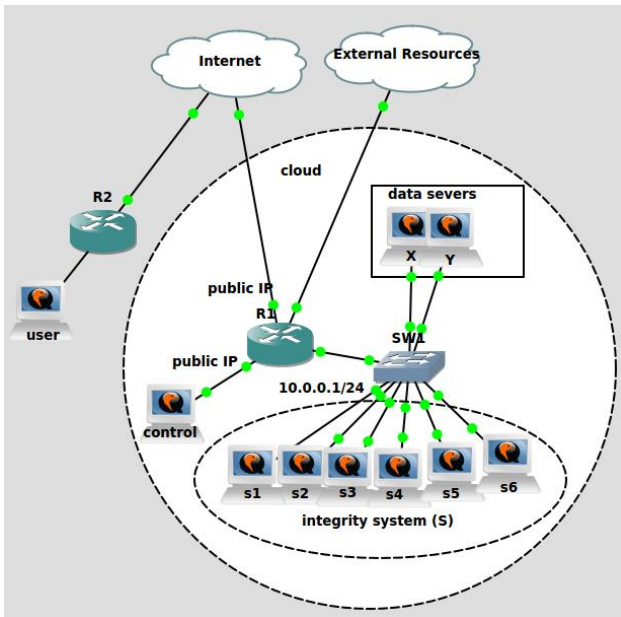 Internet
External Resources
cloud
R2
data severs
X
Y
user
public IP
R1
SW1
public IP
10.0.0.1/24
control
s1
s2
s3
s4
s5
s6
integrity system (S)